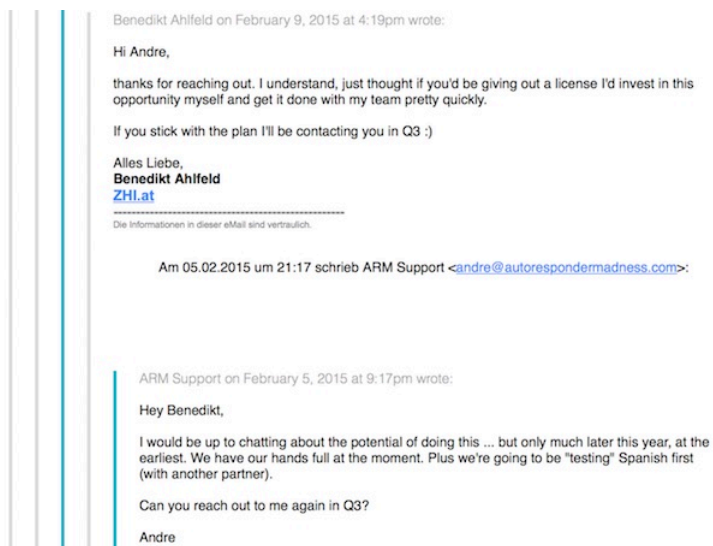 Benedikt Ahlfeld on February 9, 2015 at 4:19pm wrote:
Hi Andre,
thanks for reaching out. I understand, just thought if you'd be giving out a license I'd invest in this
opportunity myself and get it done with my team pretty quickly.
If you stick with the plan I'll be contacting you in Q3 :)
Alles Liebe,
Benedikt Ahlfeld
ZHI.at
----------------------------------------------------
Die Informationen in dieser eMail sind vertraulich.
Am 05.02.2015 um 21:17 schrieb ARM Support <andre@autorespondermadness.com>:
ARM Support on February 5, 2015 at 9:17pm wrote:
Hey Benedikt,
I would be up to chatting about the potential of doing this ... but only much later this year, at the
earliest. We have our hands full at the moment. Plus we're going to be "testing" Spanish first
(with another partner).
Can you reach out to me again in Q3?
Andre